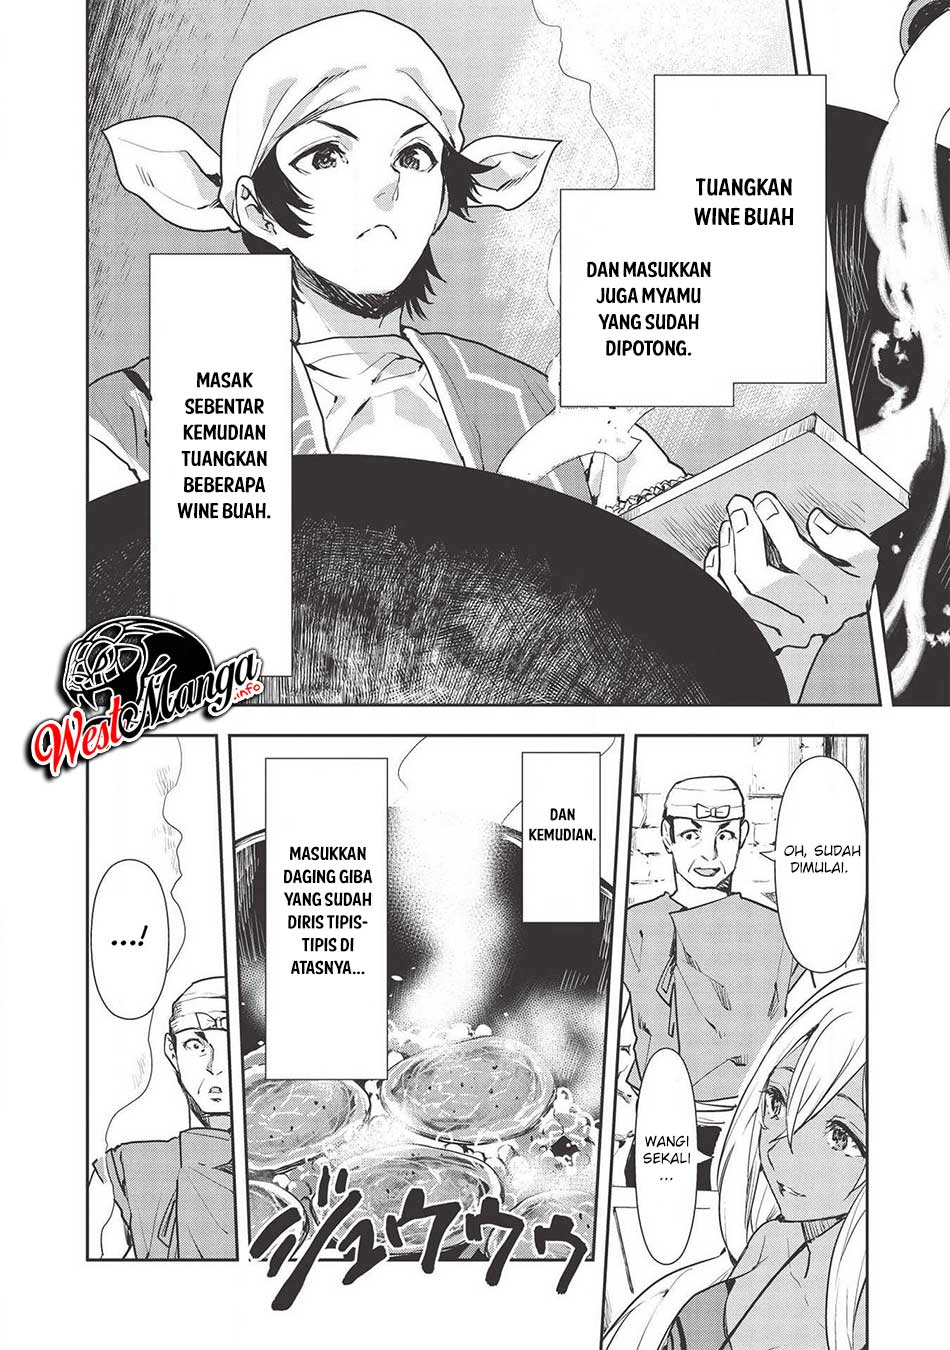 TUANGKAN
WINE BUAH
DAN MASUKKAN
JUGA MYAMU
YANG SUDAH
DIPOTONG.
MASAK
SEBENTAR
KEMUDIAN
TUANGKAN
BEBERAPA
WINE BUAH.
WestManga
.info
OH, SUDAH
DIMULAI.
WANGI
SEKALI
...
DAN
KEMUDIAN.
MASUKKAN
DAGING GIBA
YANG SUDAH
DIRIS TIPIS-
TIPIS DI
ATASNYA...
ジュウゥゥ
...!